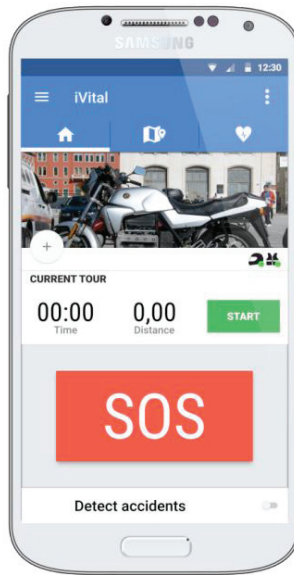 SAMSUNG
12:30
iVital
CURRENT TOUR
00:00 0,00 START
Time Distance
SOS
Detect accidents